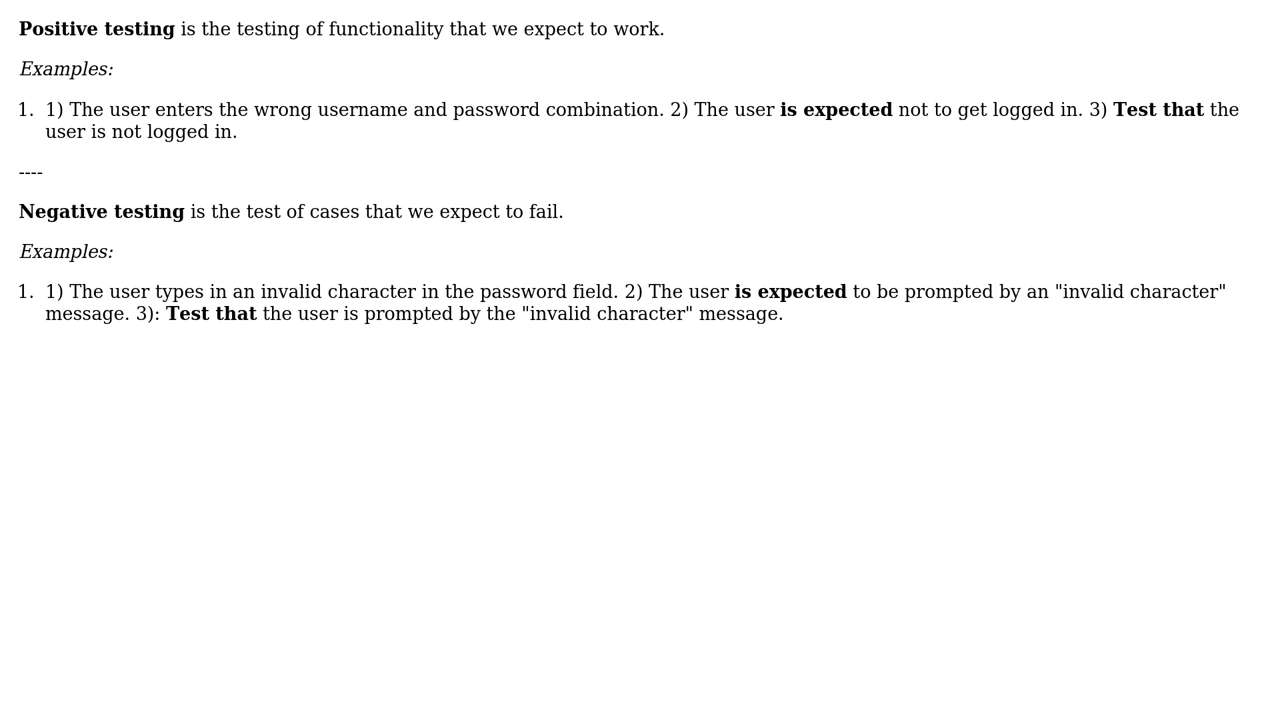 Positive testing is the testing of functionality that we expect to work.
Examples:
1. 1) The user enters the wrong username and password combination. 2) The user is expected not to get logged in. 3) Test that the
user is not logged in.
----
Negative testing is the test of cases that we expect to fail.
Examples:
1. 1) The user types in an invalid character in the password field. 2) The user is expected to be prompted by an "invalid character"
message. 3): Test that the user is prompted by the "invalid character" message.